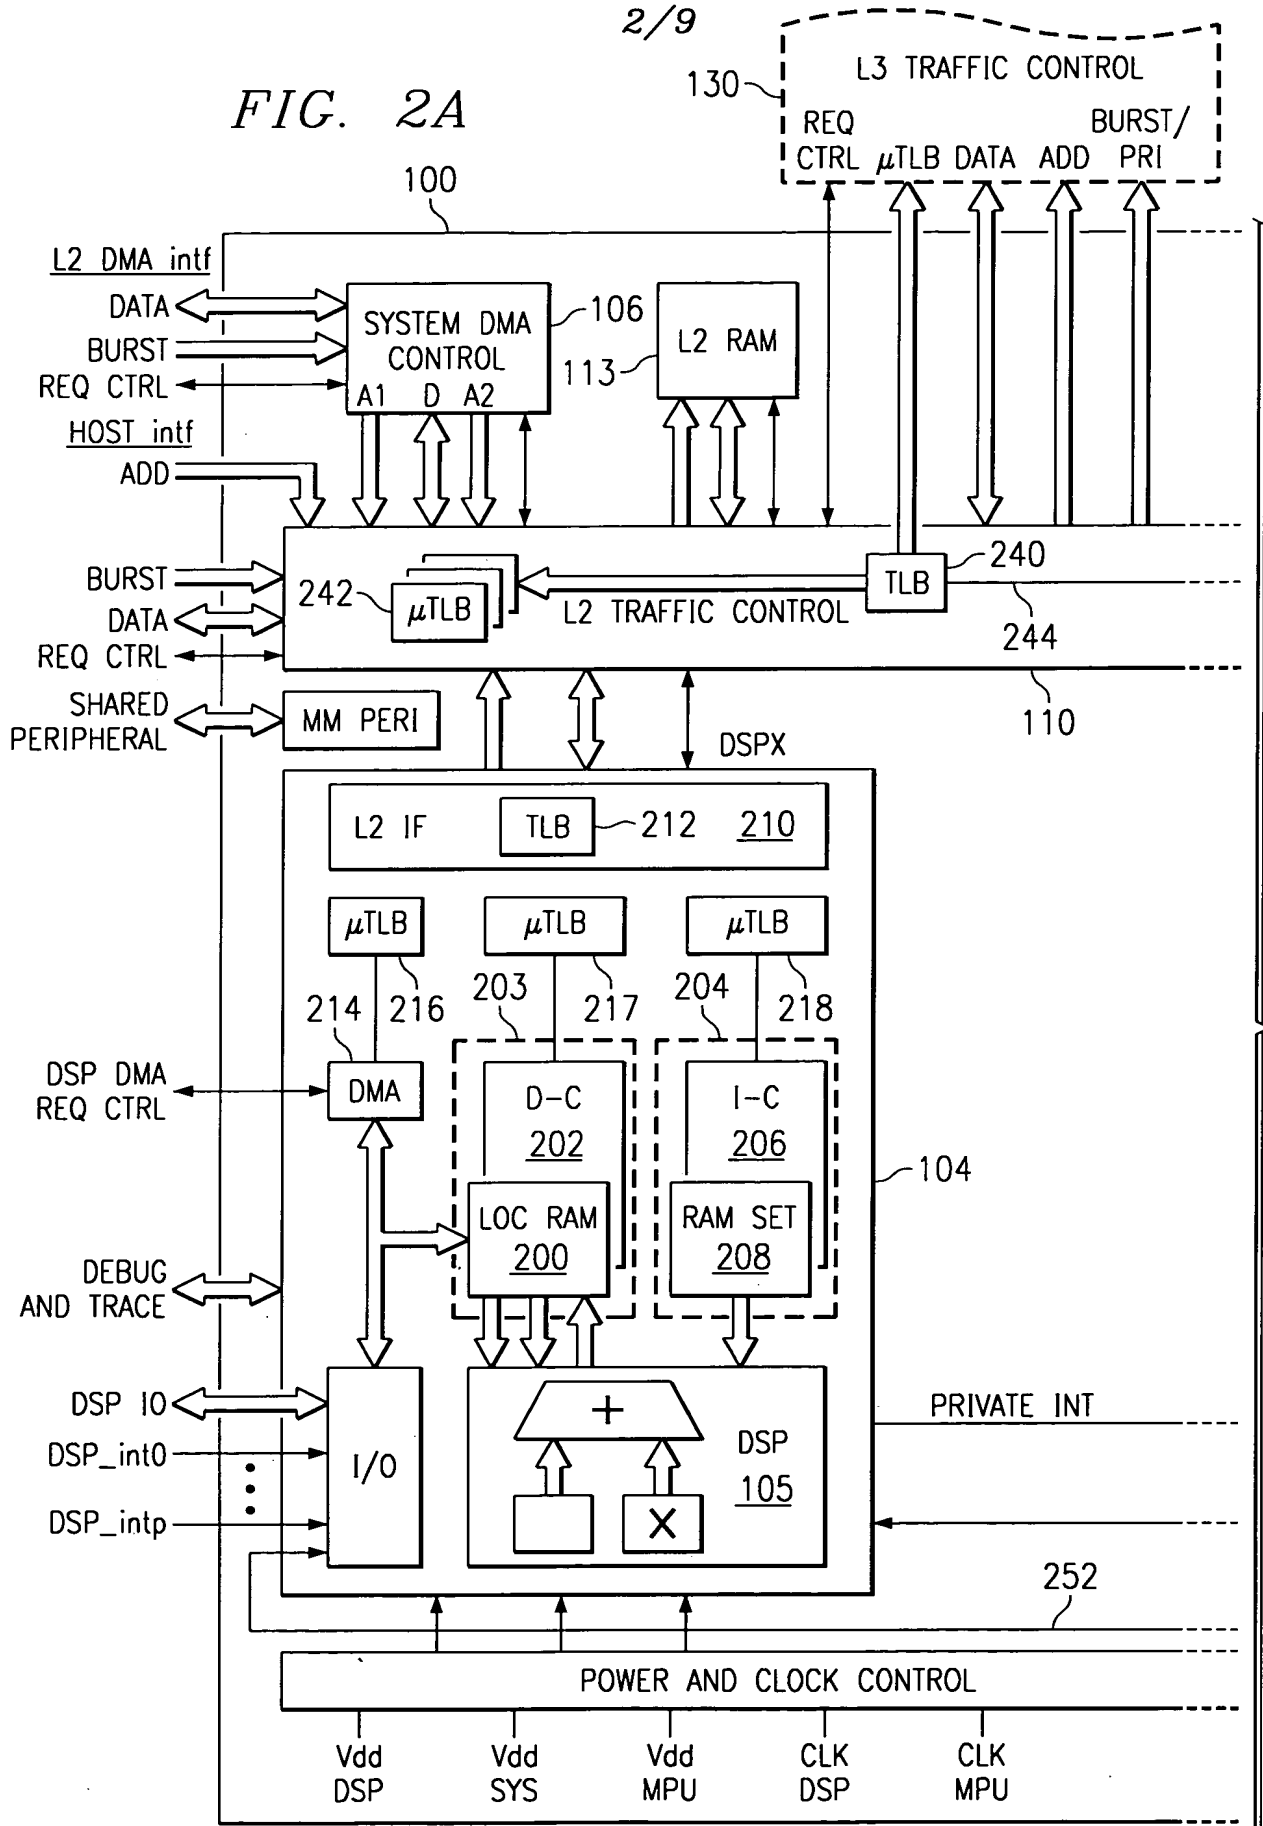 2/9
FIG. 2A
130
L3 TRAFFIC CONTROL
REQ CTRL
μTLB
DATA
ADD
BURST/ PRI
100
L2 DMA intf
DATA
BURST
REQ CTRL
HOST intf
ADD
SYSTEM DMA
CONTROL
A1 D A2
106
L2 RAM
113
BURST
DATA
REQ CTRL
242
μTLB
L2 TRAFFIC CONTROL
TLB
240
244
110
SHARED
PERIPHERAL
MM PERI
DSPX
L2 IF
TLB
212
210
μTLB
μTLB
μTLB
214
216
203
217
204
218
DSP DMA
REQ CTRL
DMA
D-C
202
I-C
206
104
LOC RAM
200
RAM SET
208
DEBUG
AND TRACE
DSP IO
DSP_int0
DSP_intp
I/O
+
DSP
105
X
PRIVATE INT
252
POWER AND CLOCK CONTROL
Vdd DSP
Vdd SYS
Vdd MPU
CLK DSP
CLK MPU